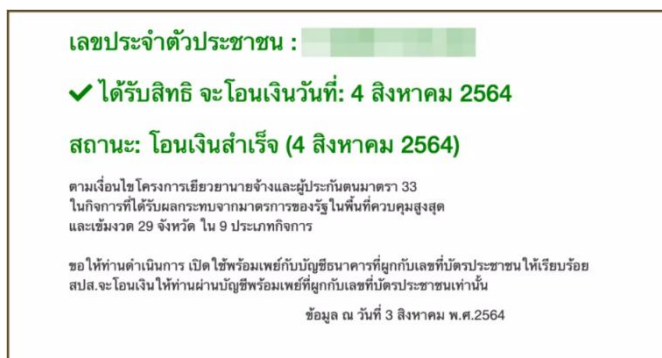 เลขประจำตัวประชาชน :
✓ ได้รับสิทธิ จะโอนเงินวันที่: 4 สิงหาคม 2564
สถานะ: โอนเงินสำเร็จ (4 สิงหาคม 2564)
ตามเงื่อนไขโครงการเยียวยานายจ้างและผู้ประกันตนมาตรา 33
ในกิจการที่ได้รับผลกระทบจากมาตรการของรัฐในพื้นที่ควบคุมสูงสุด
และเข้มงวด 29 จังหวัด ใน 9 ประเภทกิจการ
ขอให้ท่านดำเนินการ เปิดใช้พร้อมเพย์กับบัญชีธนาคารที่ผูกกับเลขที่บัตรประชาชนให้เรียบร้อย
สปส.จะโอนเงินให้ท่านผ่านบัญชีพร้อมเพย์ที่ผูกกับเลขที่บัตรประชาชนเท่านั้น
ข้อมูล ณ วันที่ 3 สิงหาคม พ.ศ.2564